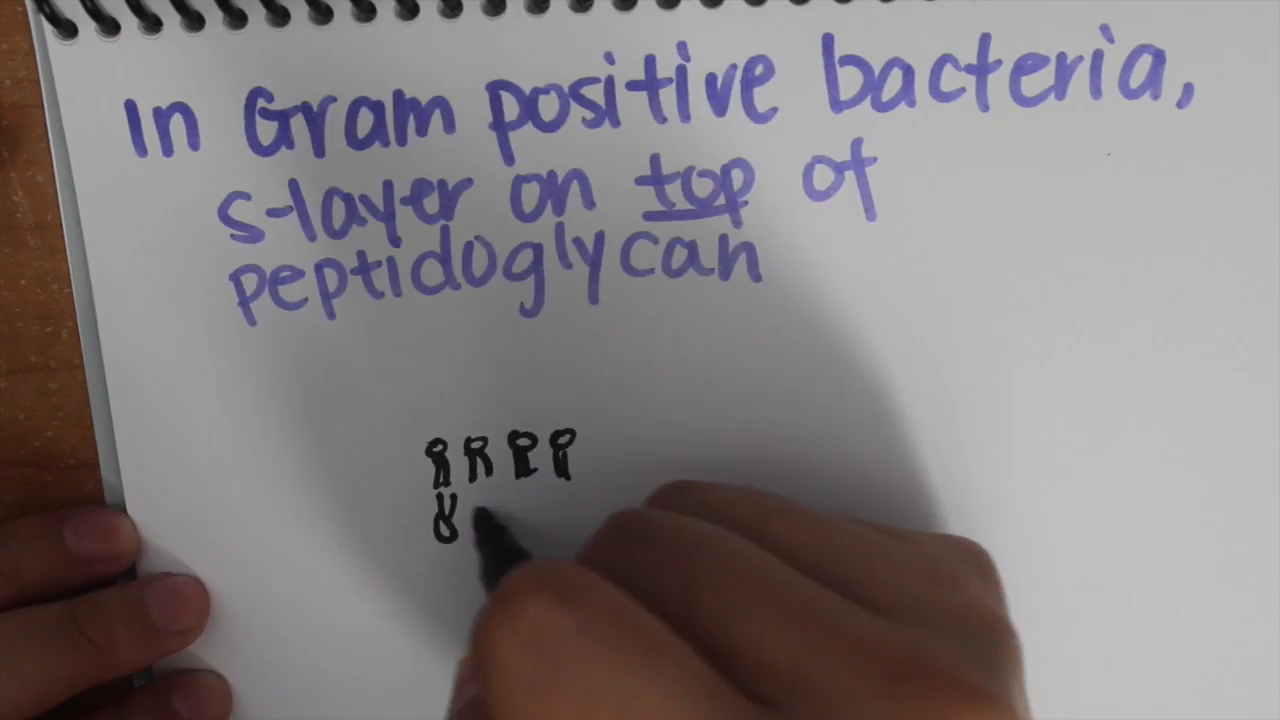 In Gram positive bacteria,
s-layer on top of
peptidoglycan